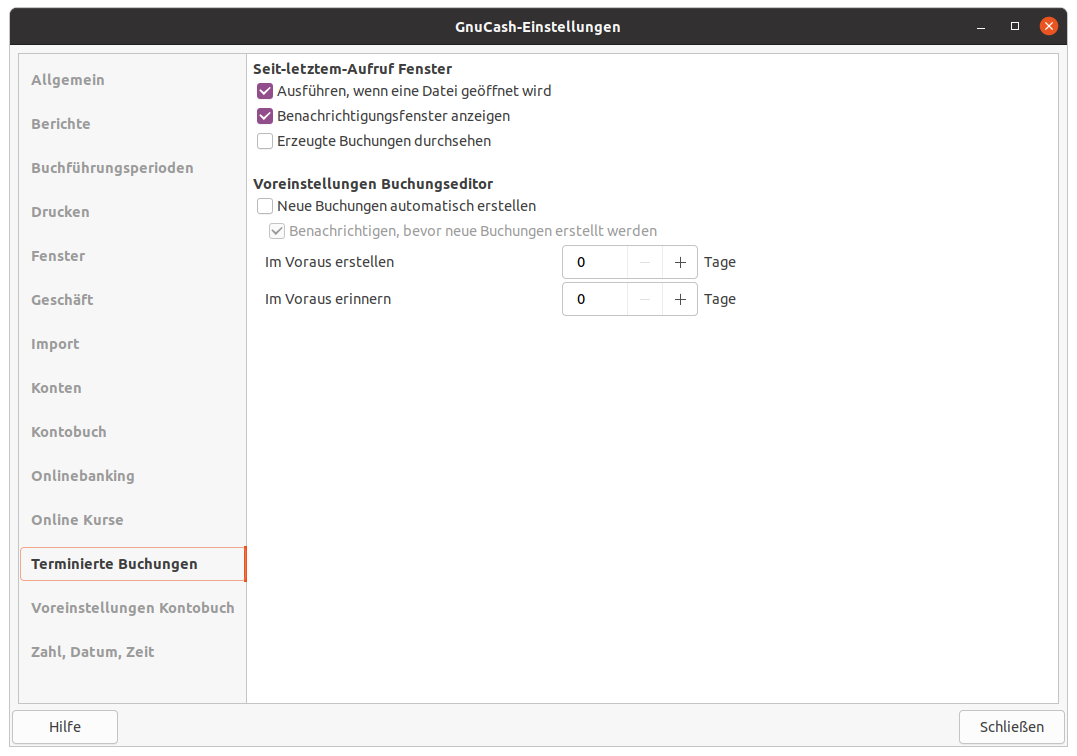 GnuCash-Einstellungen
Allgemein
Berichte
Buchführungsperioden
Drucken
Fenster
Geschäft
Import
Konten
Kontobuch
Onlinebanking
Online Kurse
Terminierte Buchungen
Voreinstellungen Kontobuch
Zahl, Datum, Zeit
Seit-letztem-Aufruf Fenster
Ausführen, wenn eine Datei geöffnet wird
Benachrichtigungsfenster anzeigen
Erzeugte Buchungen durchsehen
Voreinstellungen Buchungseditor
Neue Buchungen automatisch erstellen
Benachrichtigen, bevor neue Buchungen erstellt werden
Im Voraus erstellen 0 − + Tage
Im Voraus erinnern 0 − + Tage
Hilfe
Schließen